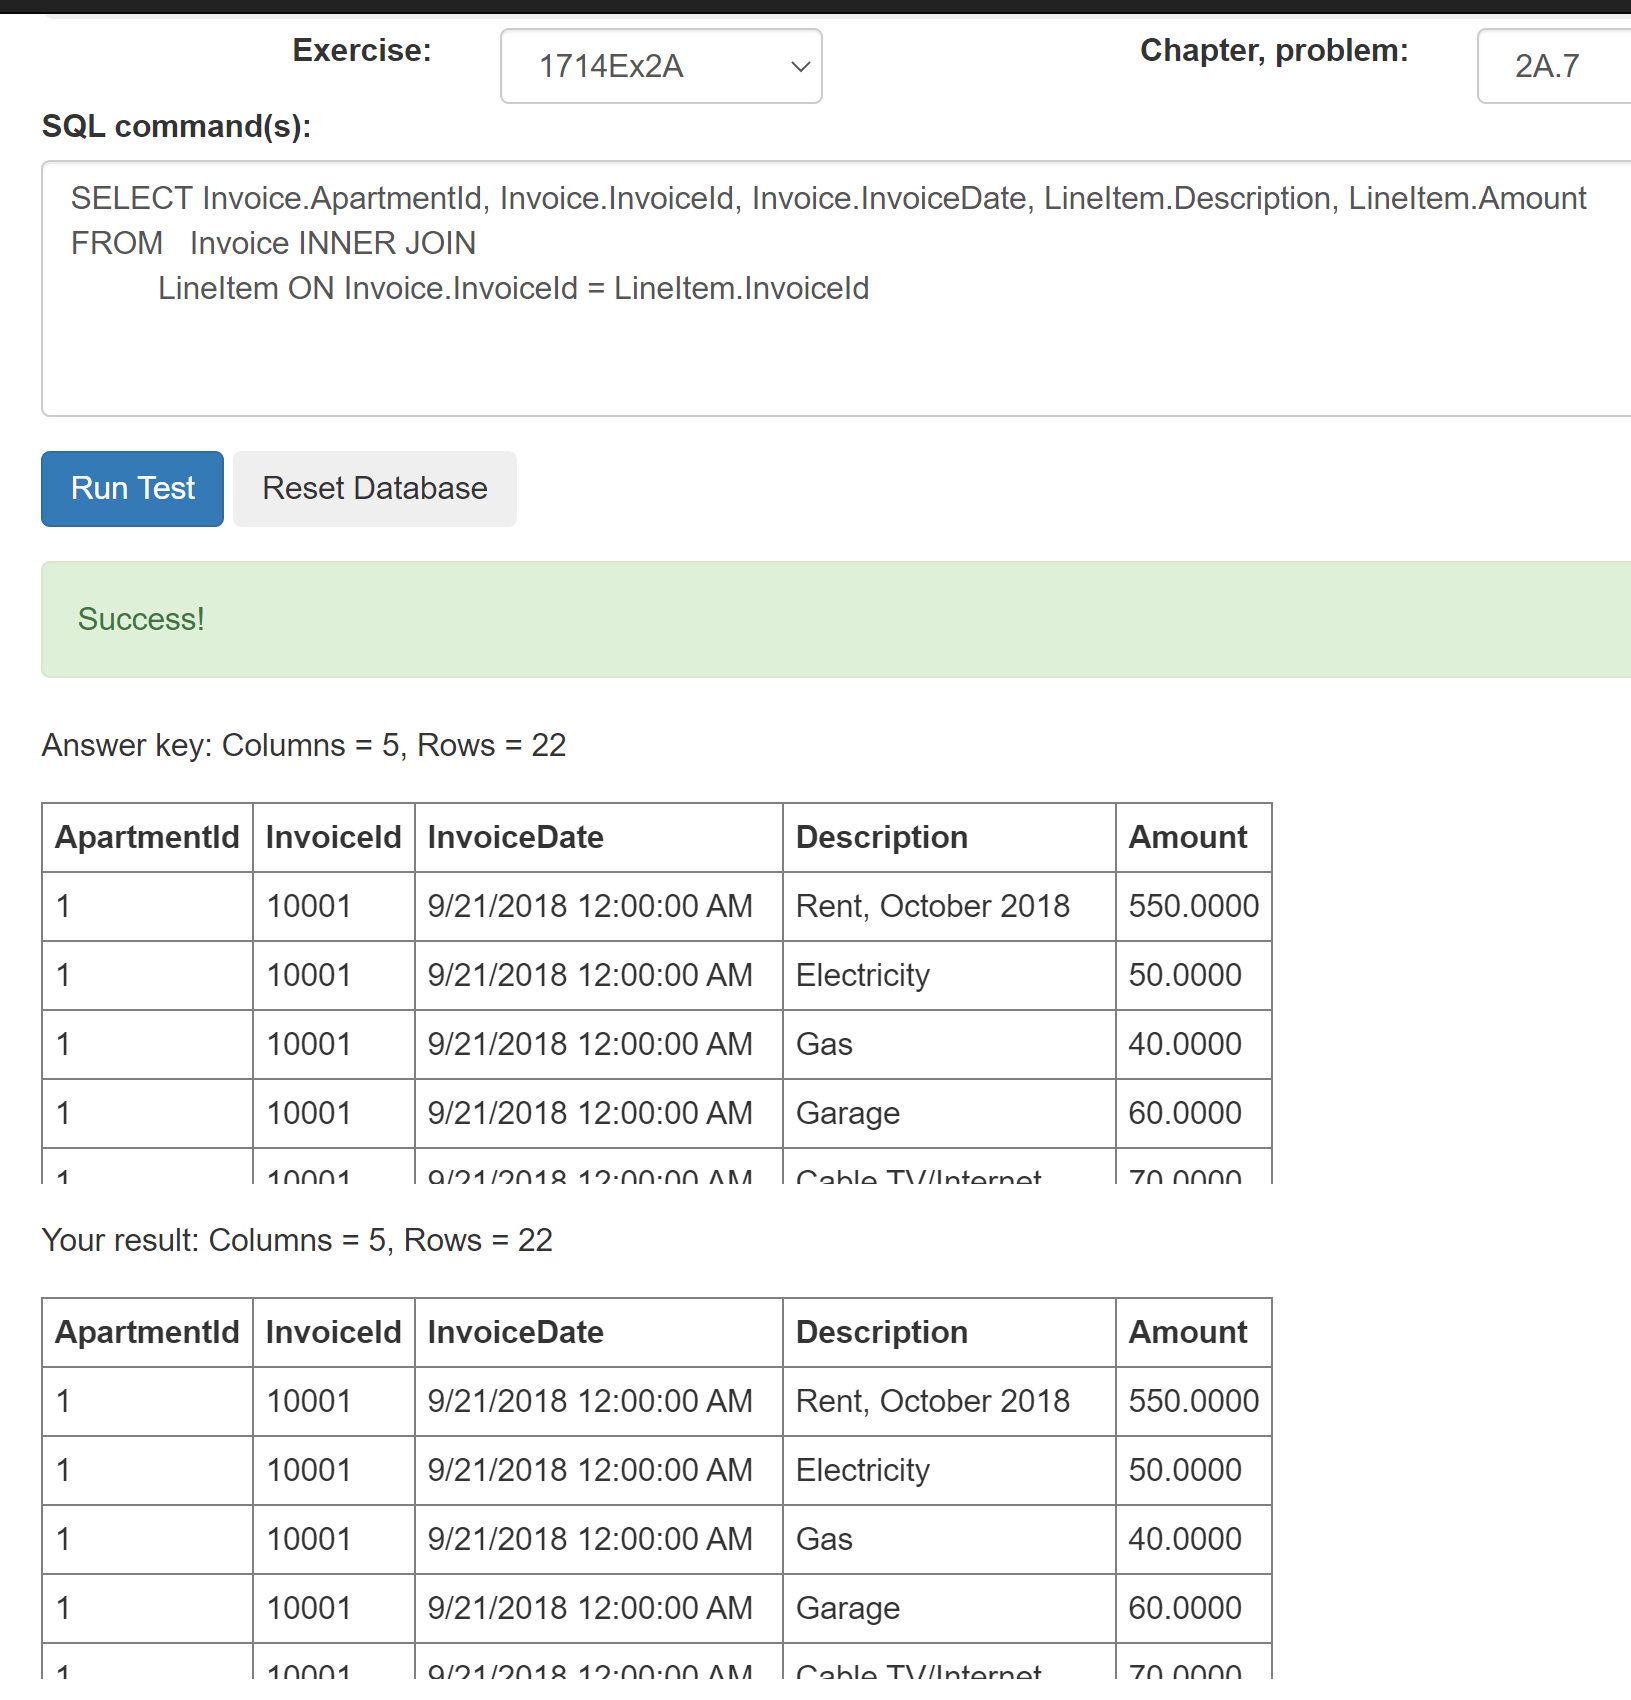 Exercise: 1714Ex2A Chapter, problem: 2A.7
SQL command(s):
SELECT Invoice.ApartmentId, Invoice.InvoiceId, Invoice.InvoiceDate, LineItem.Description, LineItem.Amount
FROM Invoice INNER JOIN
LineItem ON Invoice.InvoiceId = LineItem.InvoiceId
Run Test Reset Database
Success!
Answer key: Columns = 5, Rows = 22
ApartmentId InvoiceId InvoiceDate Description Amount
1 10001 9/21/2018 12:00:00 AM Rent, October 2018 550.0000
1 10001 9/21/2018 12:00:00 AM Electricity 50.0000
1 10001 9/21/2018 12:00:00 AM Gas 40.0000
1 10001 9/21/2018 12:00:00 AM Garage 60.0000
1 10001 9/21/2018 12:00:00 AM Cable TV/Internet 70.0000
Your result: Columns = 5, Rows = 22
ApartmentId InvoiceId InvoiceDate Description Amount
1 10001 9/21/2018 12:00:00 AM Rent, October 2018 550.0000
1 10001 9/21/2018 12:00:00 AM Electricity 50.0000
1 10001 9/21/2018 12:00:00 AM Gas 40.0000
1 10001 9/21/2018 12:00:00 AM Garage 60.0000
1 10001 9/21/2018 12:00:00 AM Cable TV/Internet 70.0000